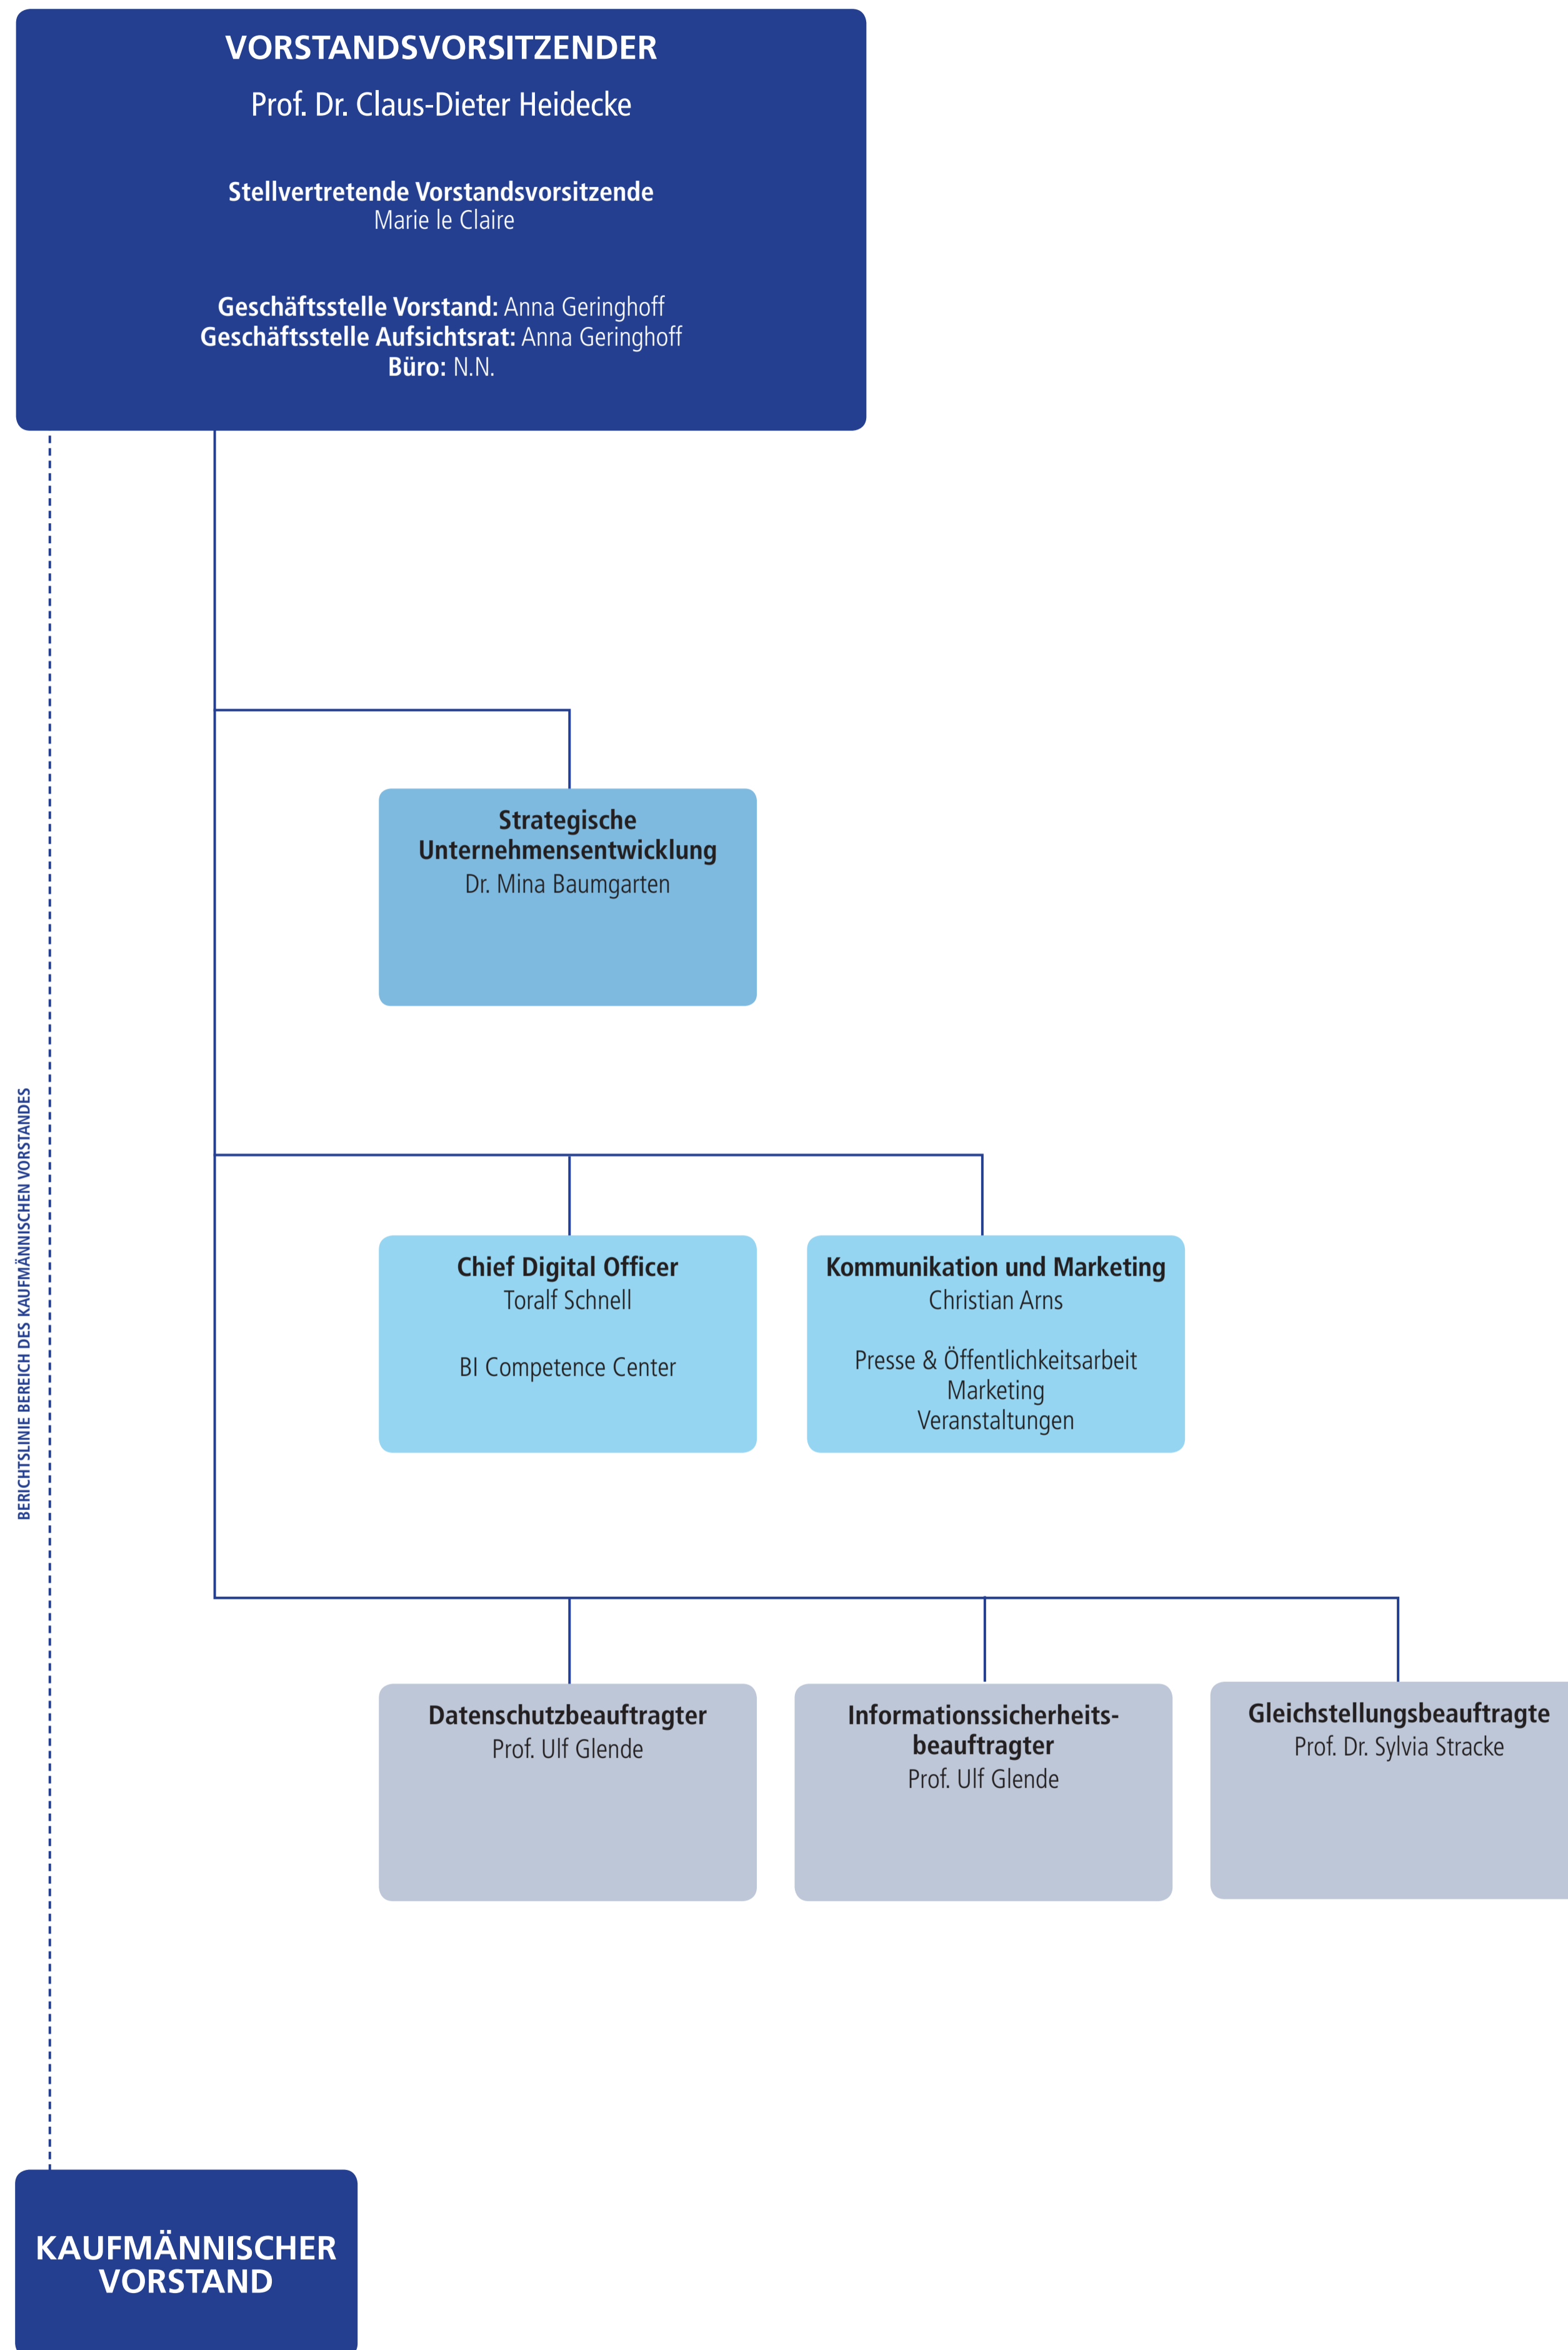 VORSTANDSVORSITZENDER
Prof. Dr. Claus-Dieter Heidecke
Stellvertretende Vorstandsvorsitzende
Marie le Claire
Geschäftsstelle Vorstand: Anna Geringhoff
Geschäftsstelle Aufsichtsrat: Anna Geringhoff
Büro: N.N.
Strategische
Unternehmensentwicklung
Dr. Mina Baumgarten
BERICHTSLINIE BEREICH DES KAUFMÄNNISCHEN VORSTANDES
Chief Digital Officer
Toralf Schnell
BI Competence Center
Kommunikation und Marketing
Christian Arns
Presse & Öffentlichkeitsarbeit
Marketing
Veranstaltungen
Datenschutzbeauftragter
Prof. Ulf Glende
Informationssicherheits-
beauftragter
Prof. Ulf Glende
Gleichstellungsbeauftragte
Prof. Dr. Sylvia Stracke
KAUFMÄNNISCHER
VORSTAND